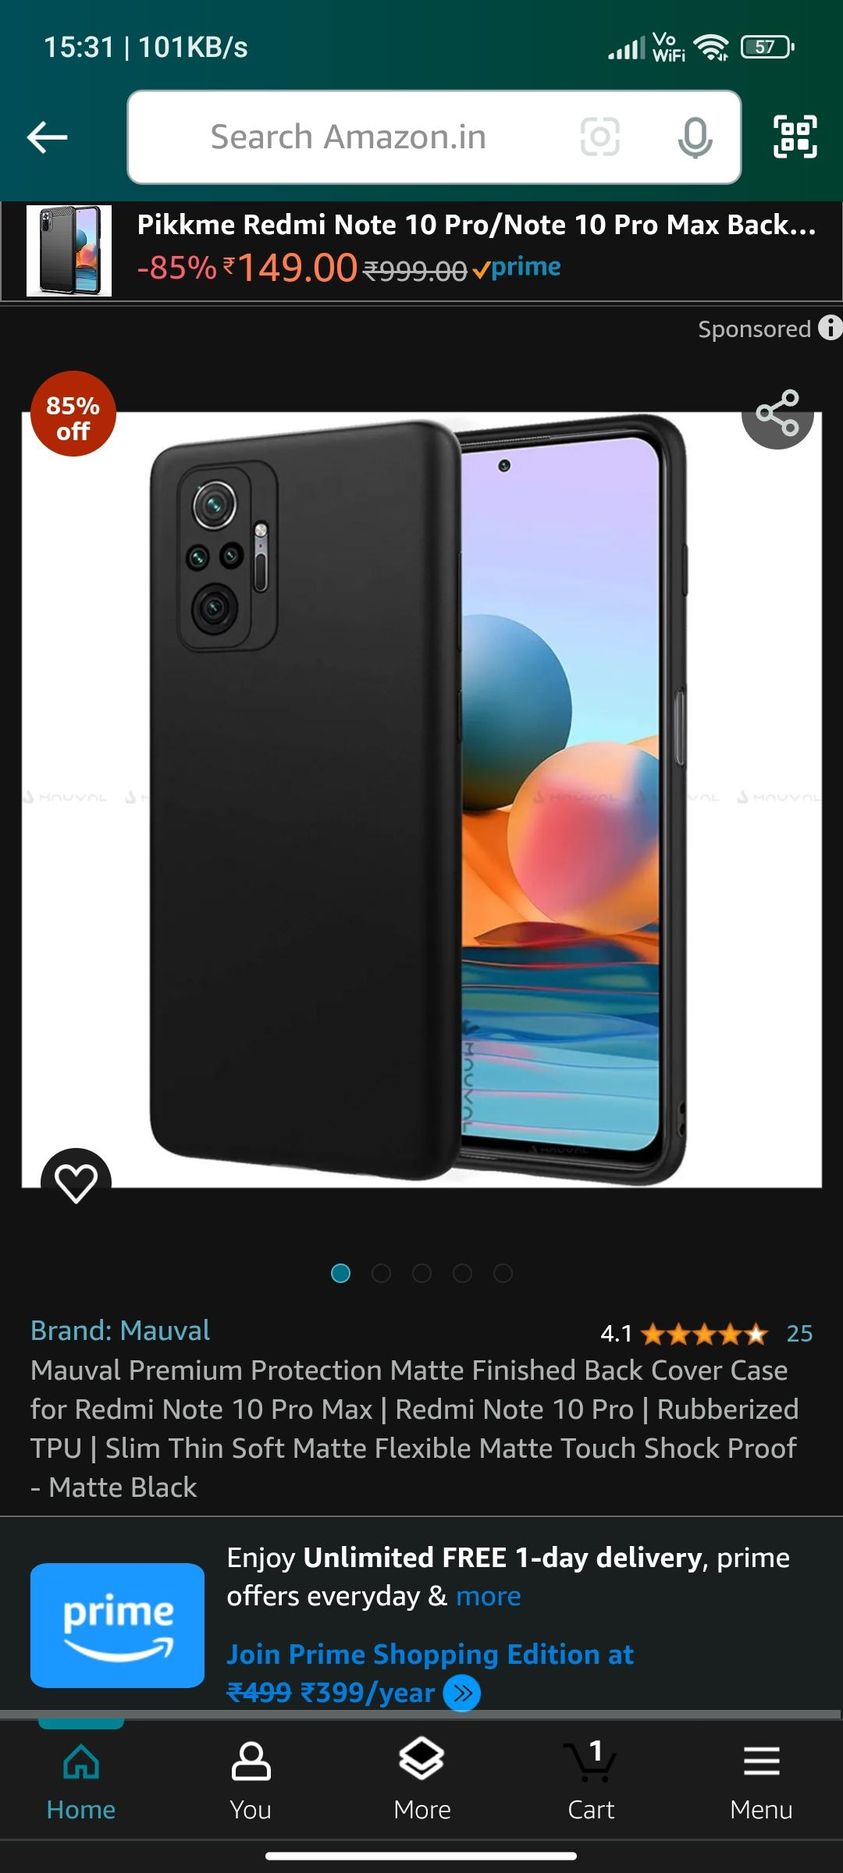 15:31 | 101KB/s
Vo
WiFi
57
Search Amazon.in
Pikkme Redmi Note 10 Pro/Note 10 Pro Max Back...
-85% ₹149.00 ₹999.00 prime
Sponsored
85%
off
MAUVAL
MAUVAL
MAUVAL
MAUVAL
Brand: Mauval
4.1 25
Mauval Premium Protection Matte Finished Back Cover Case
for Redmi Note 10 Pro Max | Redmi Note 10 Pro | Rubberized
TPU | Slim Thin Soft Matte Flexible Matte Touch Shock Proof
- Matte Black
prime
Enjoy Unlimited FREE 1-day delivery, prime
offers everyday & more
Join Prime Shopping Edition at
₹499 ₹399/year
Home
You
More
1
Cart
Menu